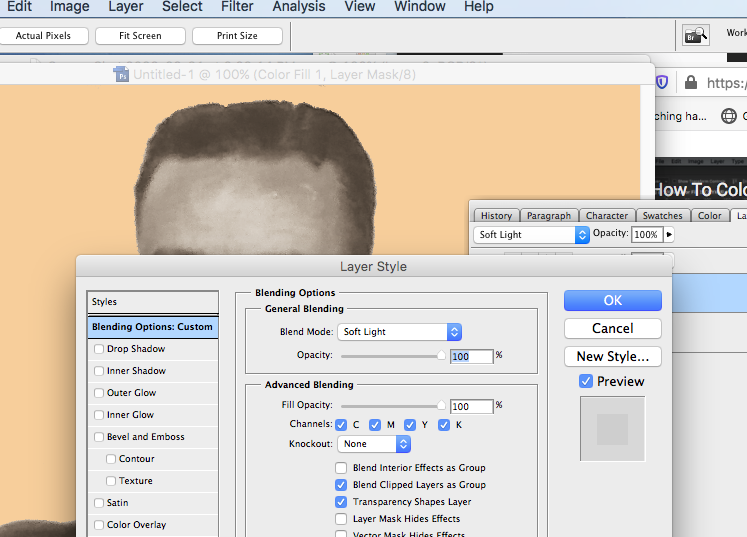 Edit Image Layer Select Filter Analysis View Window Help
Actual Pixels Fit Screen Print Size Br Work
Ps Untitled-1 @ 100% (Color Fill 1, Layer Mask/8)
https:/
ching ha...
How To Colo
History Paragraph Character Swatches Color La
Soft Light Opacity: 100%
Layer Style
Styles
Blending Options: Custom
Drop Shadow
Inner Shadow
Outer Glow
Inner Glow
Bevel and Emboss
Contour
Texture
Satin
Color Overlay
Blending Options
General Blending
Blend Mode: Soft Light
Opacity: 100 %
Advanced Blending
Fill Opacity: 100 %
Channels: C M Y K
Knockout: None
Blend Interior Effects as Group
Blend Clipped Layers as Group
Transparency Shapes Layer
Layer Mask Hides Effects
Vector Mask Hides Effects
OK
Cancel
New Style...
Preview